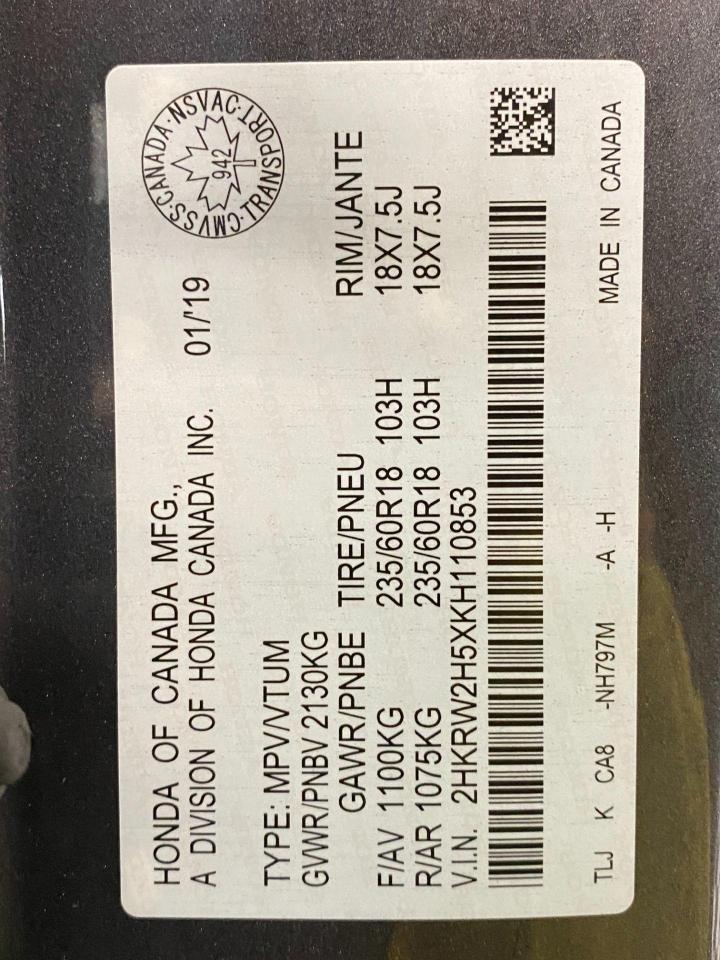 HONDA OF CANADA MFG.,
A DIVISION OF HONDA CANADA INC. 01/'19
CANADA·NSVAC·TRANSPORT·CMVSS·
942
TYPE: MPV/VTUM
GVWR/PNBV 2130KG
GAWR/PNBE TIRE/PNEU RIM/JANTE
F/AV 1100KG 235/60R18 103H 18X7.5J
R/AR 1075KG 235/60R18 103H 18X7.5J
V.I.N. 2HKRW2H5XKH110853
TLJ K CA8 -NH797M -A -H MADE IN CANADA